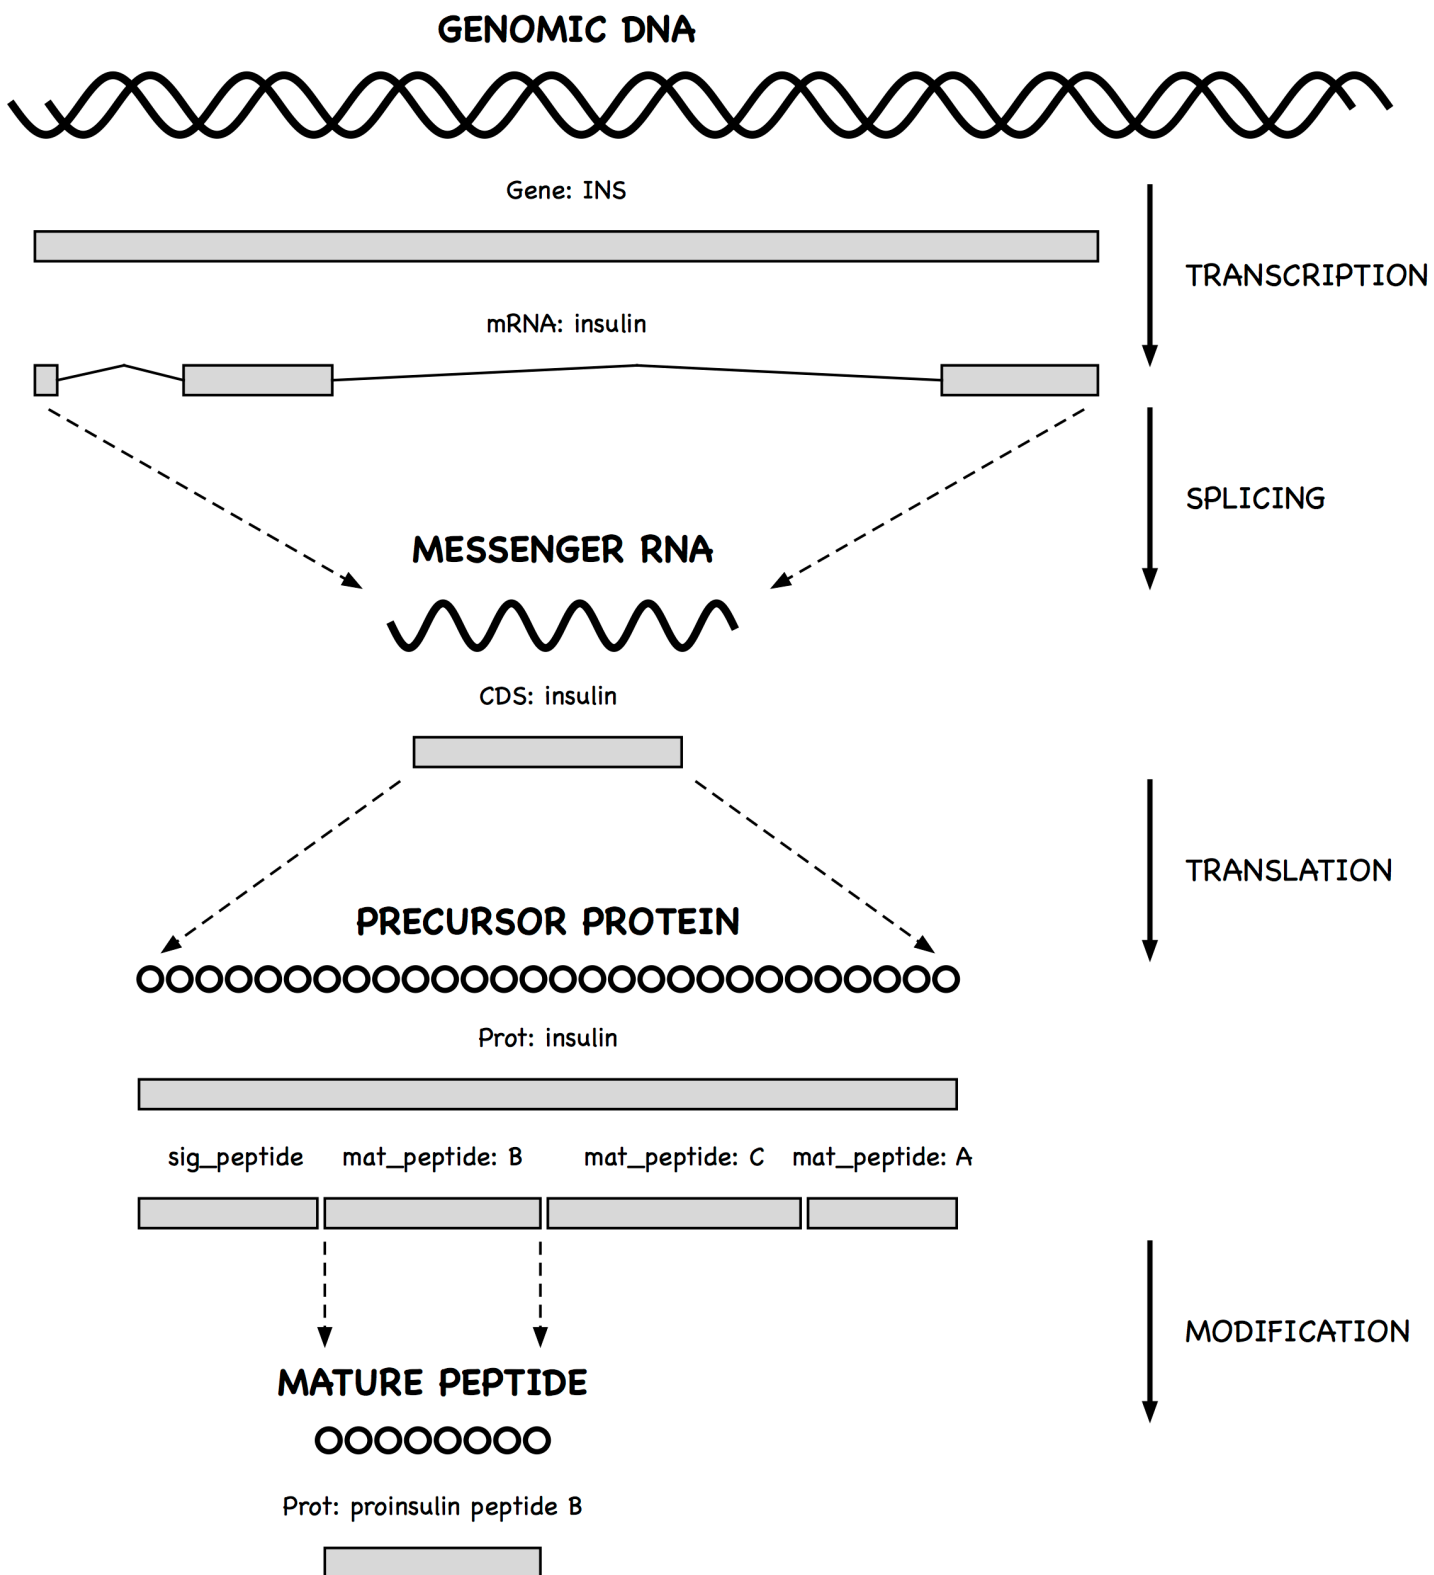 GENOMIC DNA
Gene: INS
TRANSCRIPTION
mRNA: insulin
SPLICING
MESSENGER RNA
CDS: insulin
TRANSLATION
PRECURSOR PROTEIN
Prot: insulin
sig_peptide mat_peptide: B mat_peptide: C mat_peptide: A
MODIFICATION
MATURE PEPTIDE
Prot: proinsulin peptide B